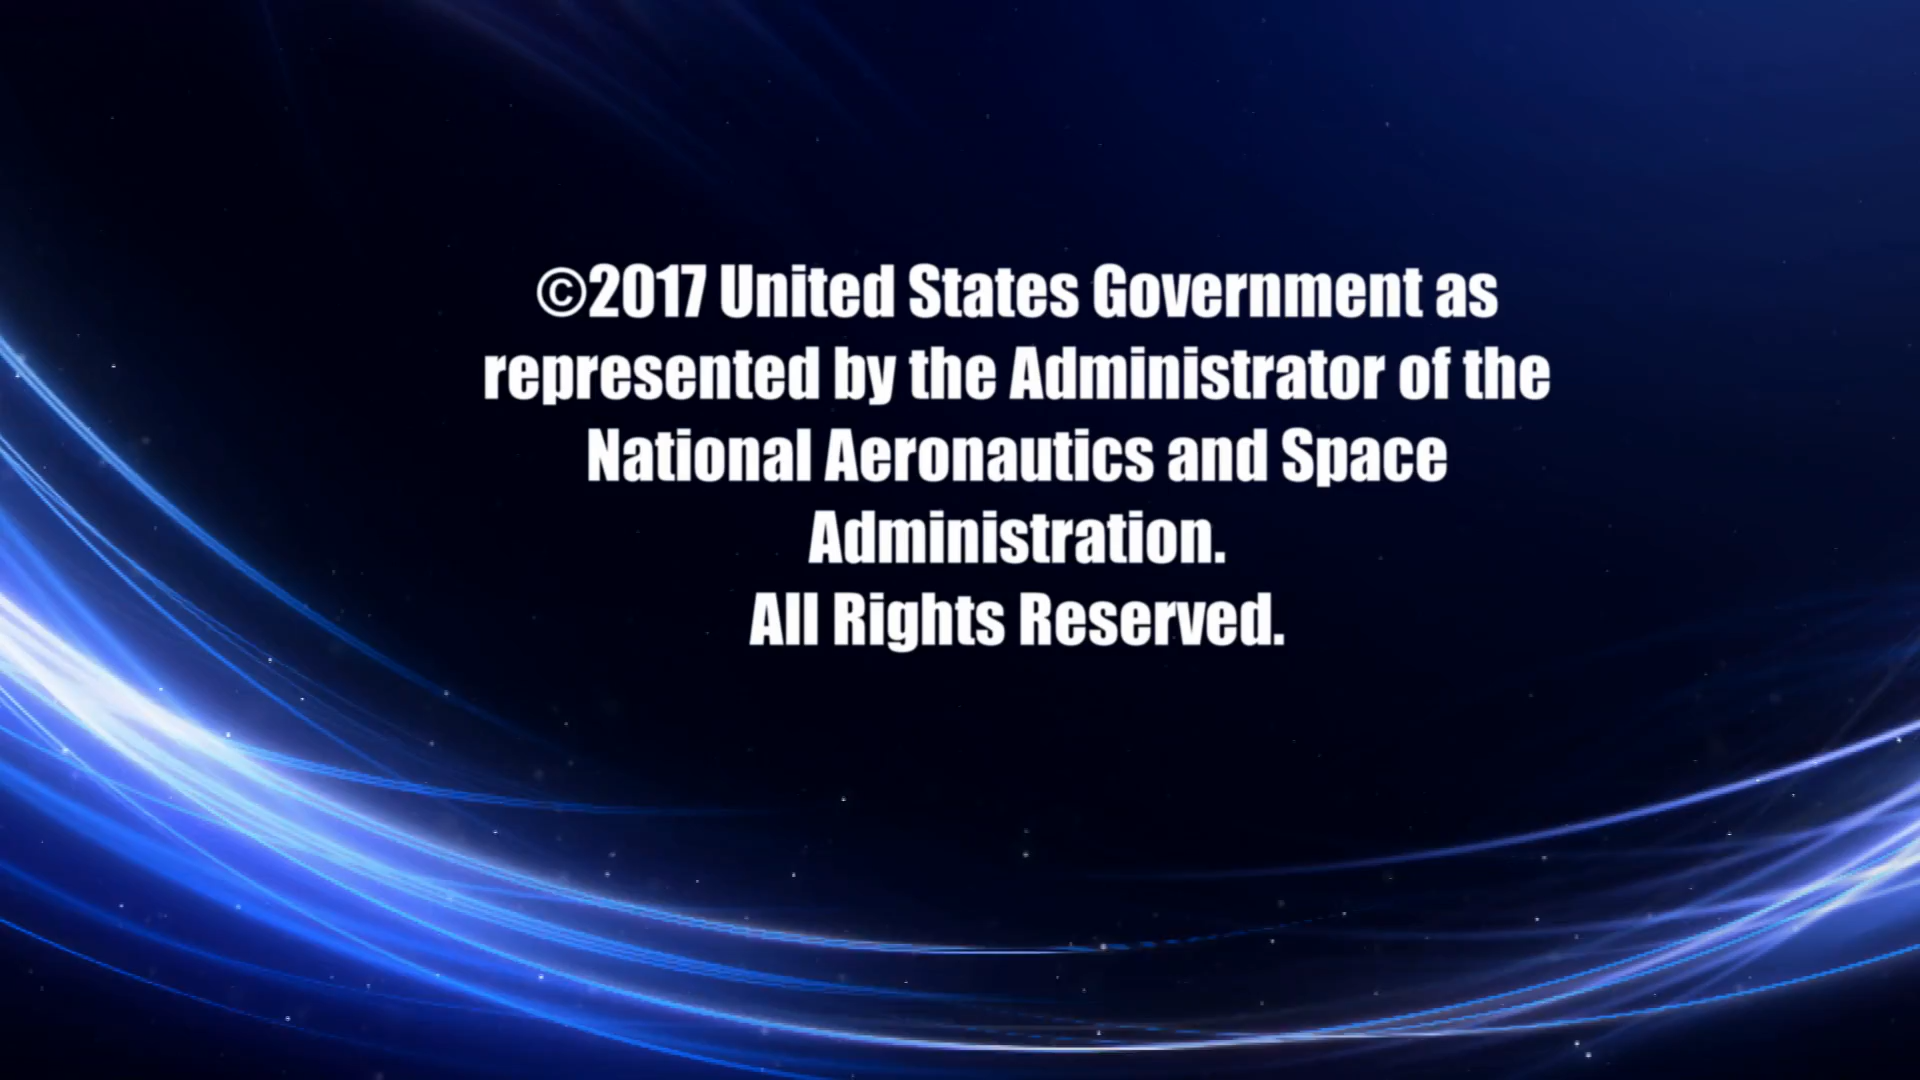 ©2017 United States Government as
represented by the Administrator of the
National Aeronautics and Space
Administration.
All Rights Reserved.